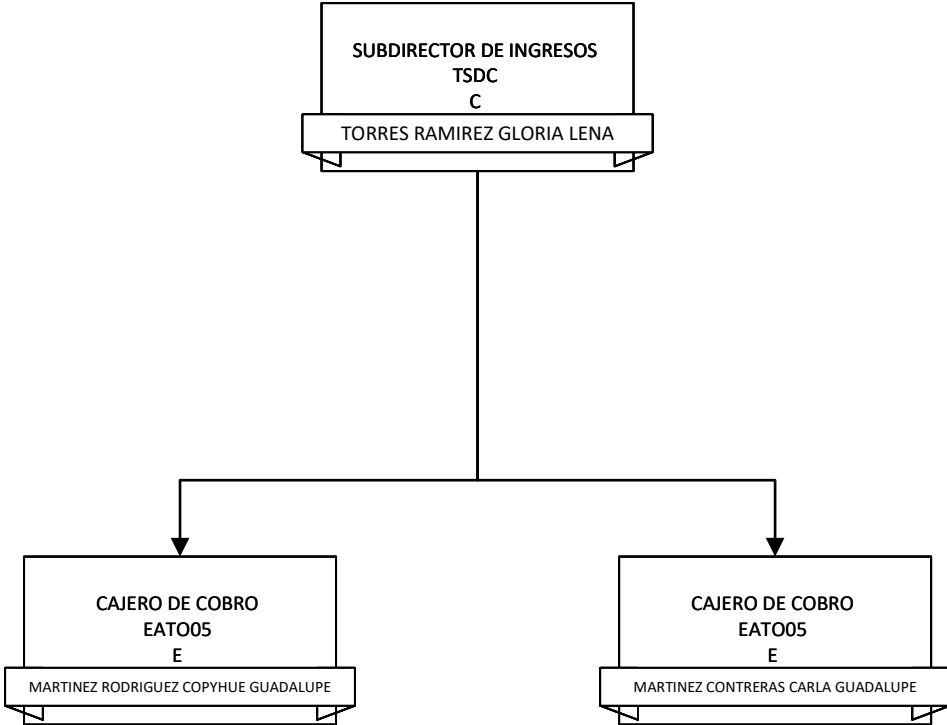 SUBDIRECTOR DE INGRESOS
TSDC
C
TORRES RAMIREZ GLORIA LENA
CAJERO DE COBRO
EATO05
E
MARTINEZ RODRIGUEZ COPYHUE GUADALUPE
CAJERO DE COBRO
EATO05
E
MARTINEZ CONTRERAS CARLA GUADALUPE